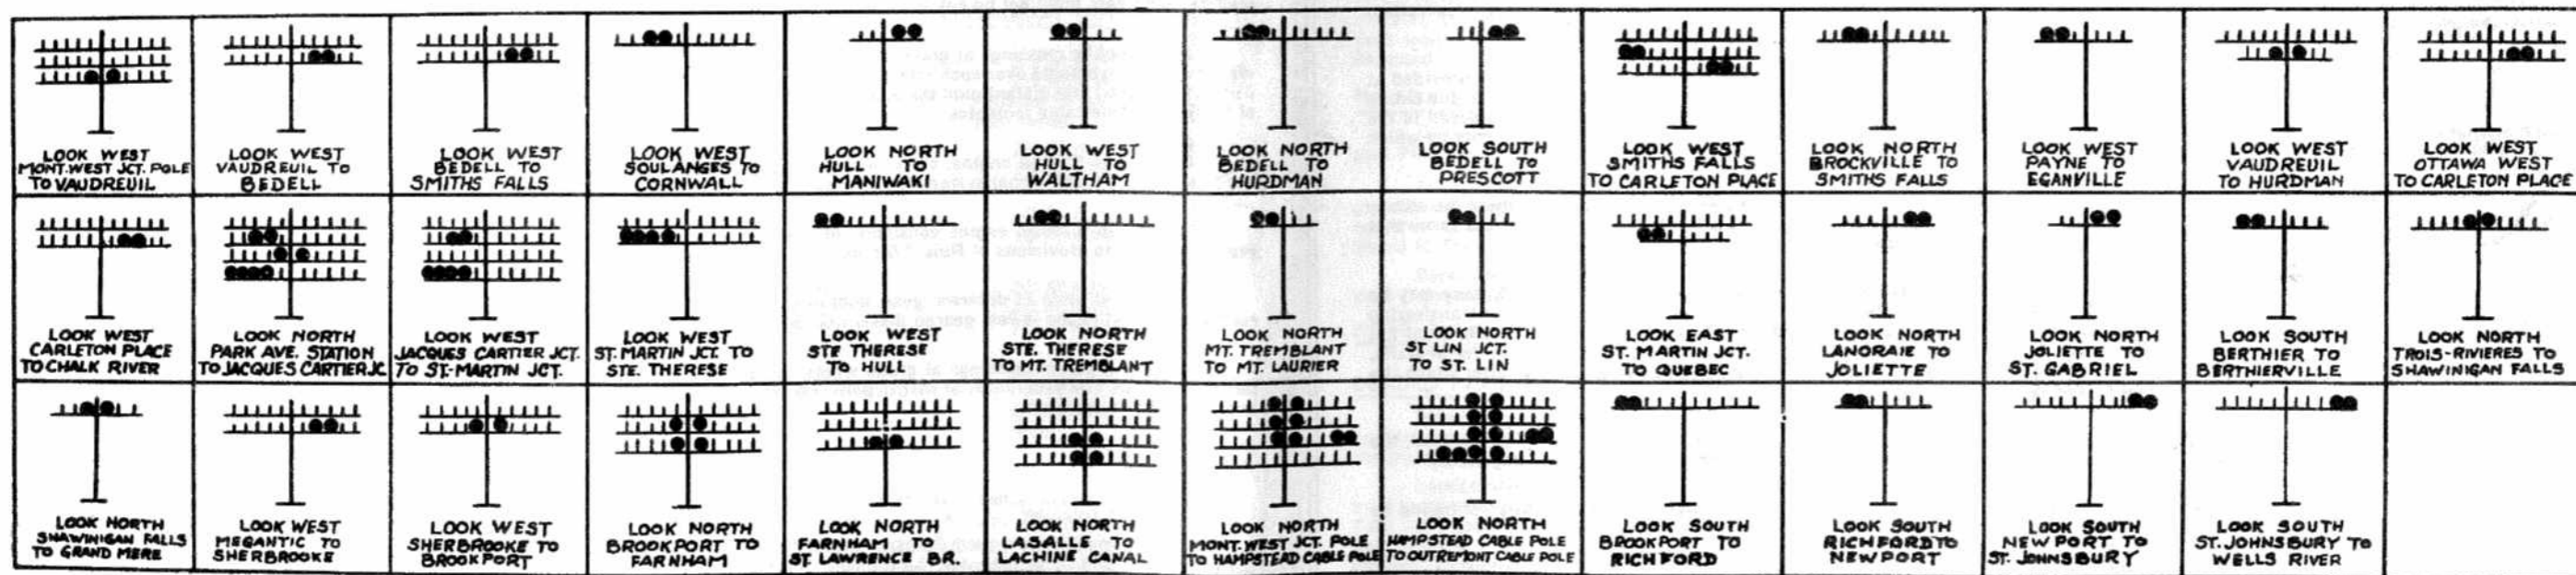 LOOK WEST
MONT. WEST JCT. POLE
TO VAUDREUIL
LOOK WEST
VAUDREUIL TO
BEDELL
LOOK WEST
BEDELL TO
SMITHS FALLS
LOOK WEST
SOULANGES TO
CORNWALL
LOOK NORTH
HULL TO
MANIWAKI
LOOK WEST
HULL TO
WALTHAM
LOOK NORTH
BEDELL TO
HURDMAN
LOOK SOUTH
BEDELL TO
PRESCOTT
LOOK WEST
SMITHS FALLS
TO CARLETON PLACE
LOOK NORTH
BROCKVILLE TO
SMITHS FALLS
LOOK WEST
PAYNE TO
EGANVILLE
LOOK WEST
VAUDREUIL
TO HURDMAN
LOOK WEST
OTTAWA WEST
TO CARLETON PLACE
LOOK WEST
CARLETON PLACE
TO CHALK RIVER
LOOK NORTH
PARK AVE. STATION
TO JACQUES CARTIER JC.
LOOK WEST
JACQUES CARTIER JCT.
TO ST-MARTIN JCT.
LOOK WEST
ST. MARTIN JCT. TO
STE. THERESE
LOOK WEST
STE THERESE
TO HULL
LOOK NORTH
STE. THERESE
TO MT. TREMBLANT
LOOK NORTH
MT. TREMBLANT
TO MT. LAURIER
LOOK NORTH
ST LIN JCT.
TO ST. LIN
LOOK EAST
ST. MARTIN JCT.
TO QUEBEC
LOOK NORTH
LANORAIE TO
JOLIETTE
LOOK NORTH
JOLIETTE TO
ST. GABRIEL
LOOK SOUTH
BERTHIER TO
BERTHIERVILLE
LOOK NORTH
TROIS-RIVIERES TO
SHAWINIGAN FALLS
LOOK NORTH
SHAWINIGAN FALLS
TO GRAND MERE
LOOK WEST
MEGANTIC TO
SHERBROOKE
LOOK WEST
SHERBROOKE TO
BROOKPORT
LOOK NORTH
BROOKPORT TO
FARNHAM
LOOK NORTH
FARNHAM TO
ST. LAWRENCE BR.
LOOK NORTH
LASALLE TO
LACHINE CANAL
LOOK NORTH
MONT. WEST JCT. POLE
TO HAMPSTEAD CABLE POLE
LOOK NORTH
HAMPSTEAD CABLE POLE
TO OUTREMONT CABLE POLE
LOOK SOUTH
BROOKPORT TO
RICHFORD
LOOK SOUTH
RICHFORD TO
NEWPORT
LOOK SOUTH
NEWPORT TO
ST. JOHNSBURY
LOOK SOUTH
ST. JOHNSBURY TO
WELLS RIVER